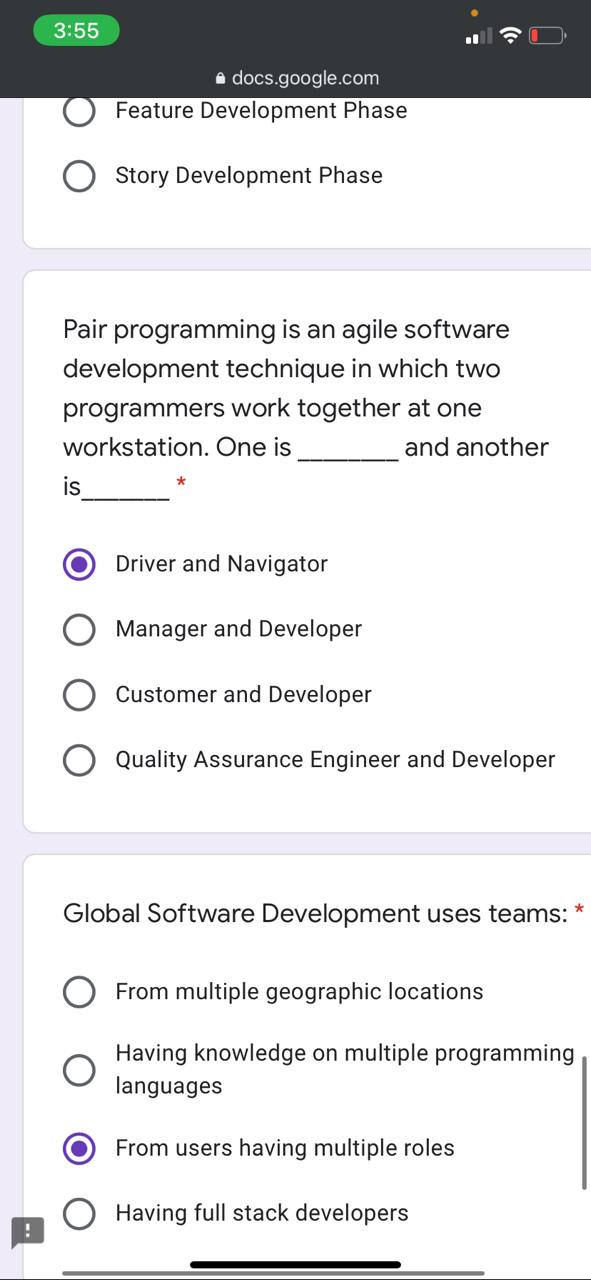 3:55
docs.google.com
Feature Development Phase
Story Development Phase
Pair programming is an agile software
development technique in which two
programmers work together at one
workstation. One is ________ and another
is_______ *
Driver and Navigator
Manager and Developer
Customer and Developer
Quality Assurance Engineer and Developer
Global Software Development uses teams: *
From multiple geographic locations
Having knowledge on multiple programming
languages
From users having multiple roles
Having full stack developers